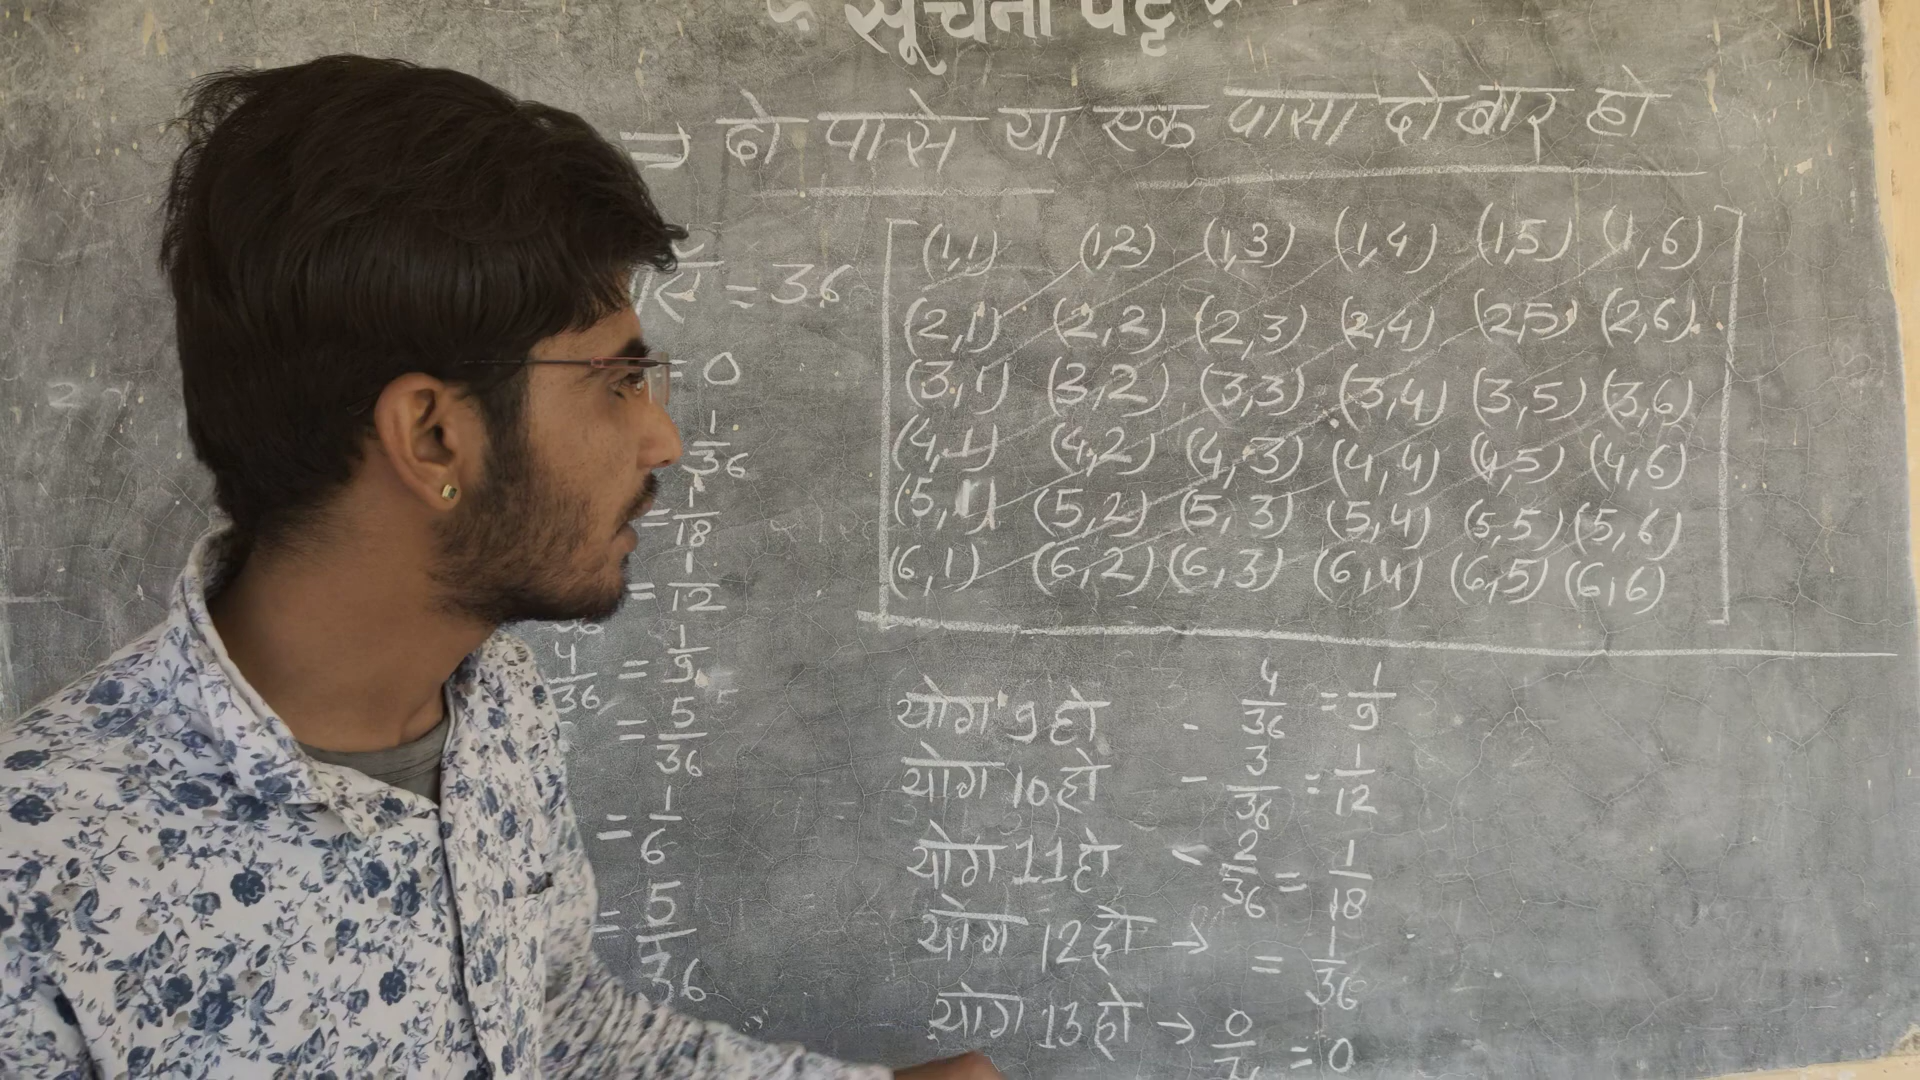 सूचना पट्ट
⇒ दो पासे या एक पासा दो बार हो
= 36
(1,1) (1,2) (1,3) (1,4) (1,5) (1,6)
(2,1) (2,2) (2,3) (2,4) (2,5) (2,6)
(3,1) (3,2) (3,3) (3,4) (3,5) (3,6)
(4,1) (4,2) (4,3) (4,4) (4,5) (4,6)
(5,1) (5,2) (5,3) (5,4) (5,5) (5,6)
(6,1) (6,2) (6,3) (6,4) (6,5) (6,6)
= 0
1/36
= 1/18
= 1/12
4/36 = 1/9
= 5/36
= 1/6
= 5/36
योग 9 हो - 4/36 = 1/9
योग 10 हो - 3/36 = 1/12
योग 11 हो - 2/36 = 1/18
योग 12 हो → = 1/36
योग 13 हो → 0 = 0